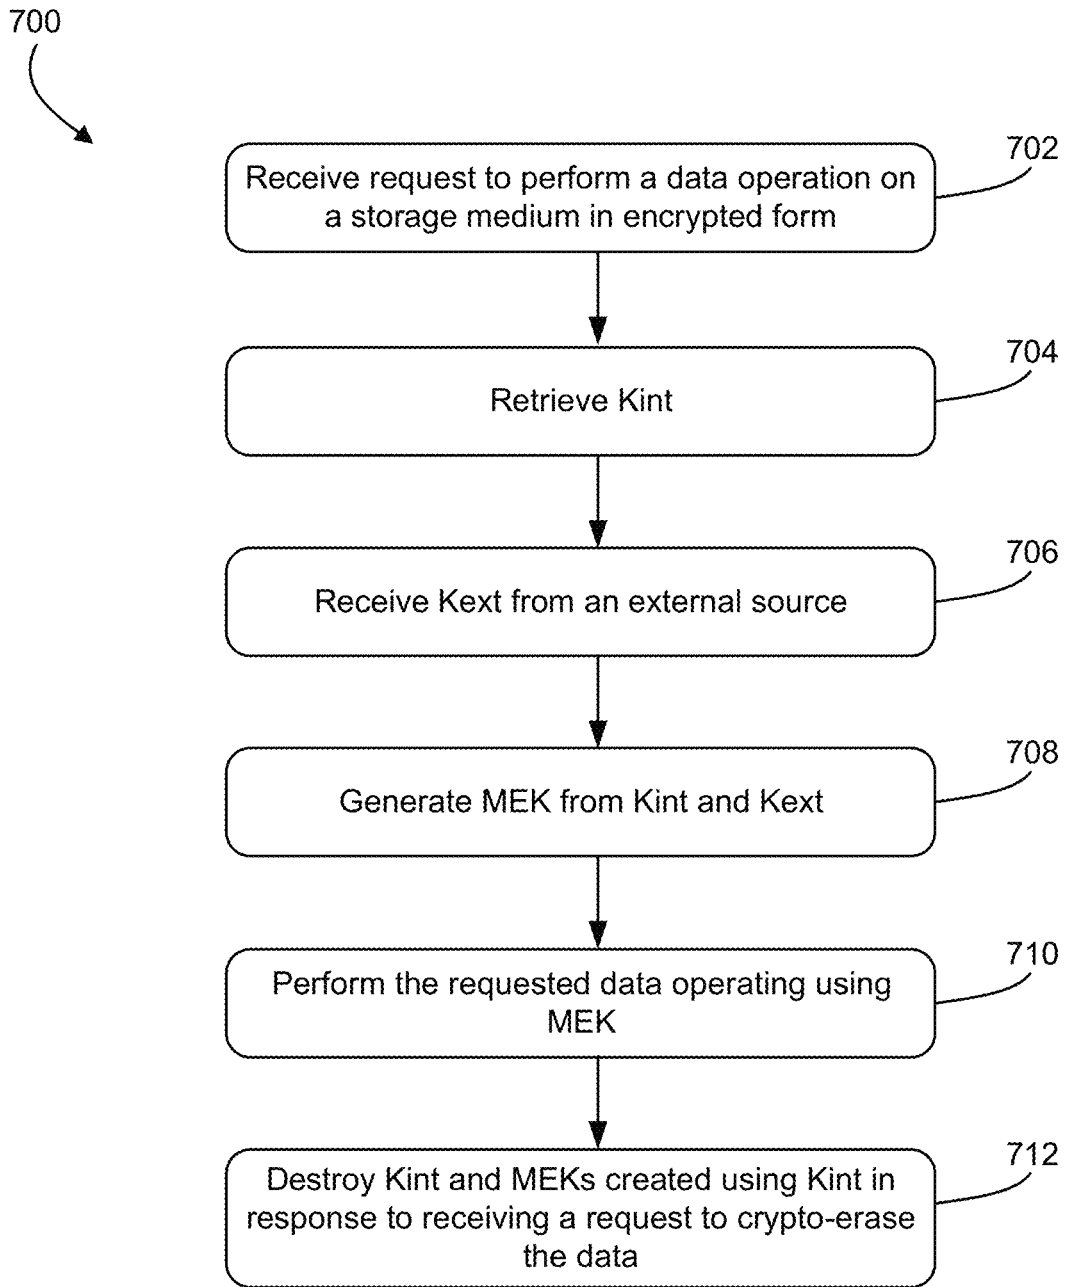 700
702
Receive request to perform a data operation on
a storage medium in encrypted form
704
Retrieve Kint
706
Receive Kext from an external source
708
Generate MEK from Kint and Kext
710
Perform the requested data operating using
MEK
712
Destroy Kint and MEKs created using Kint in
response to receiving a request to crypto-erase
the data